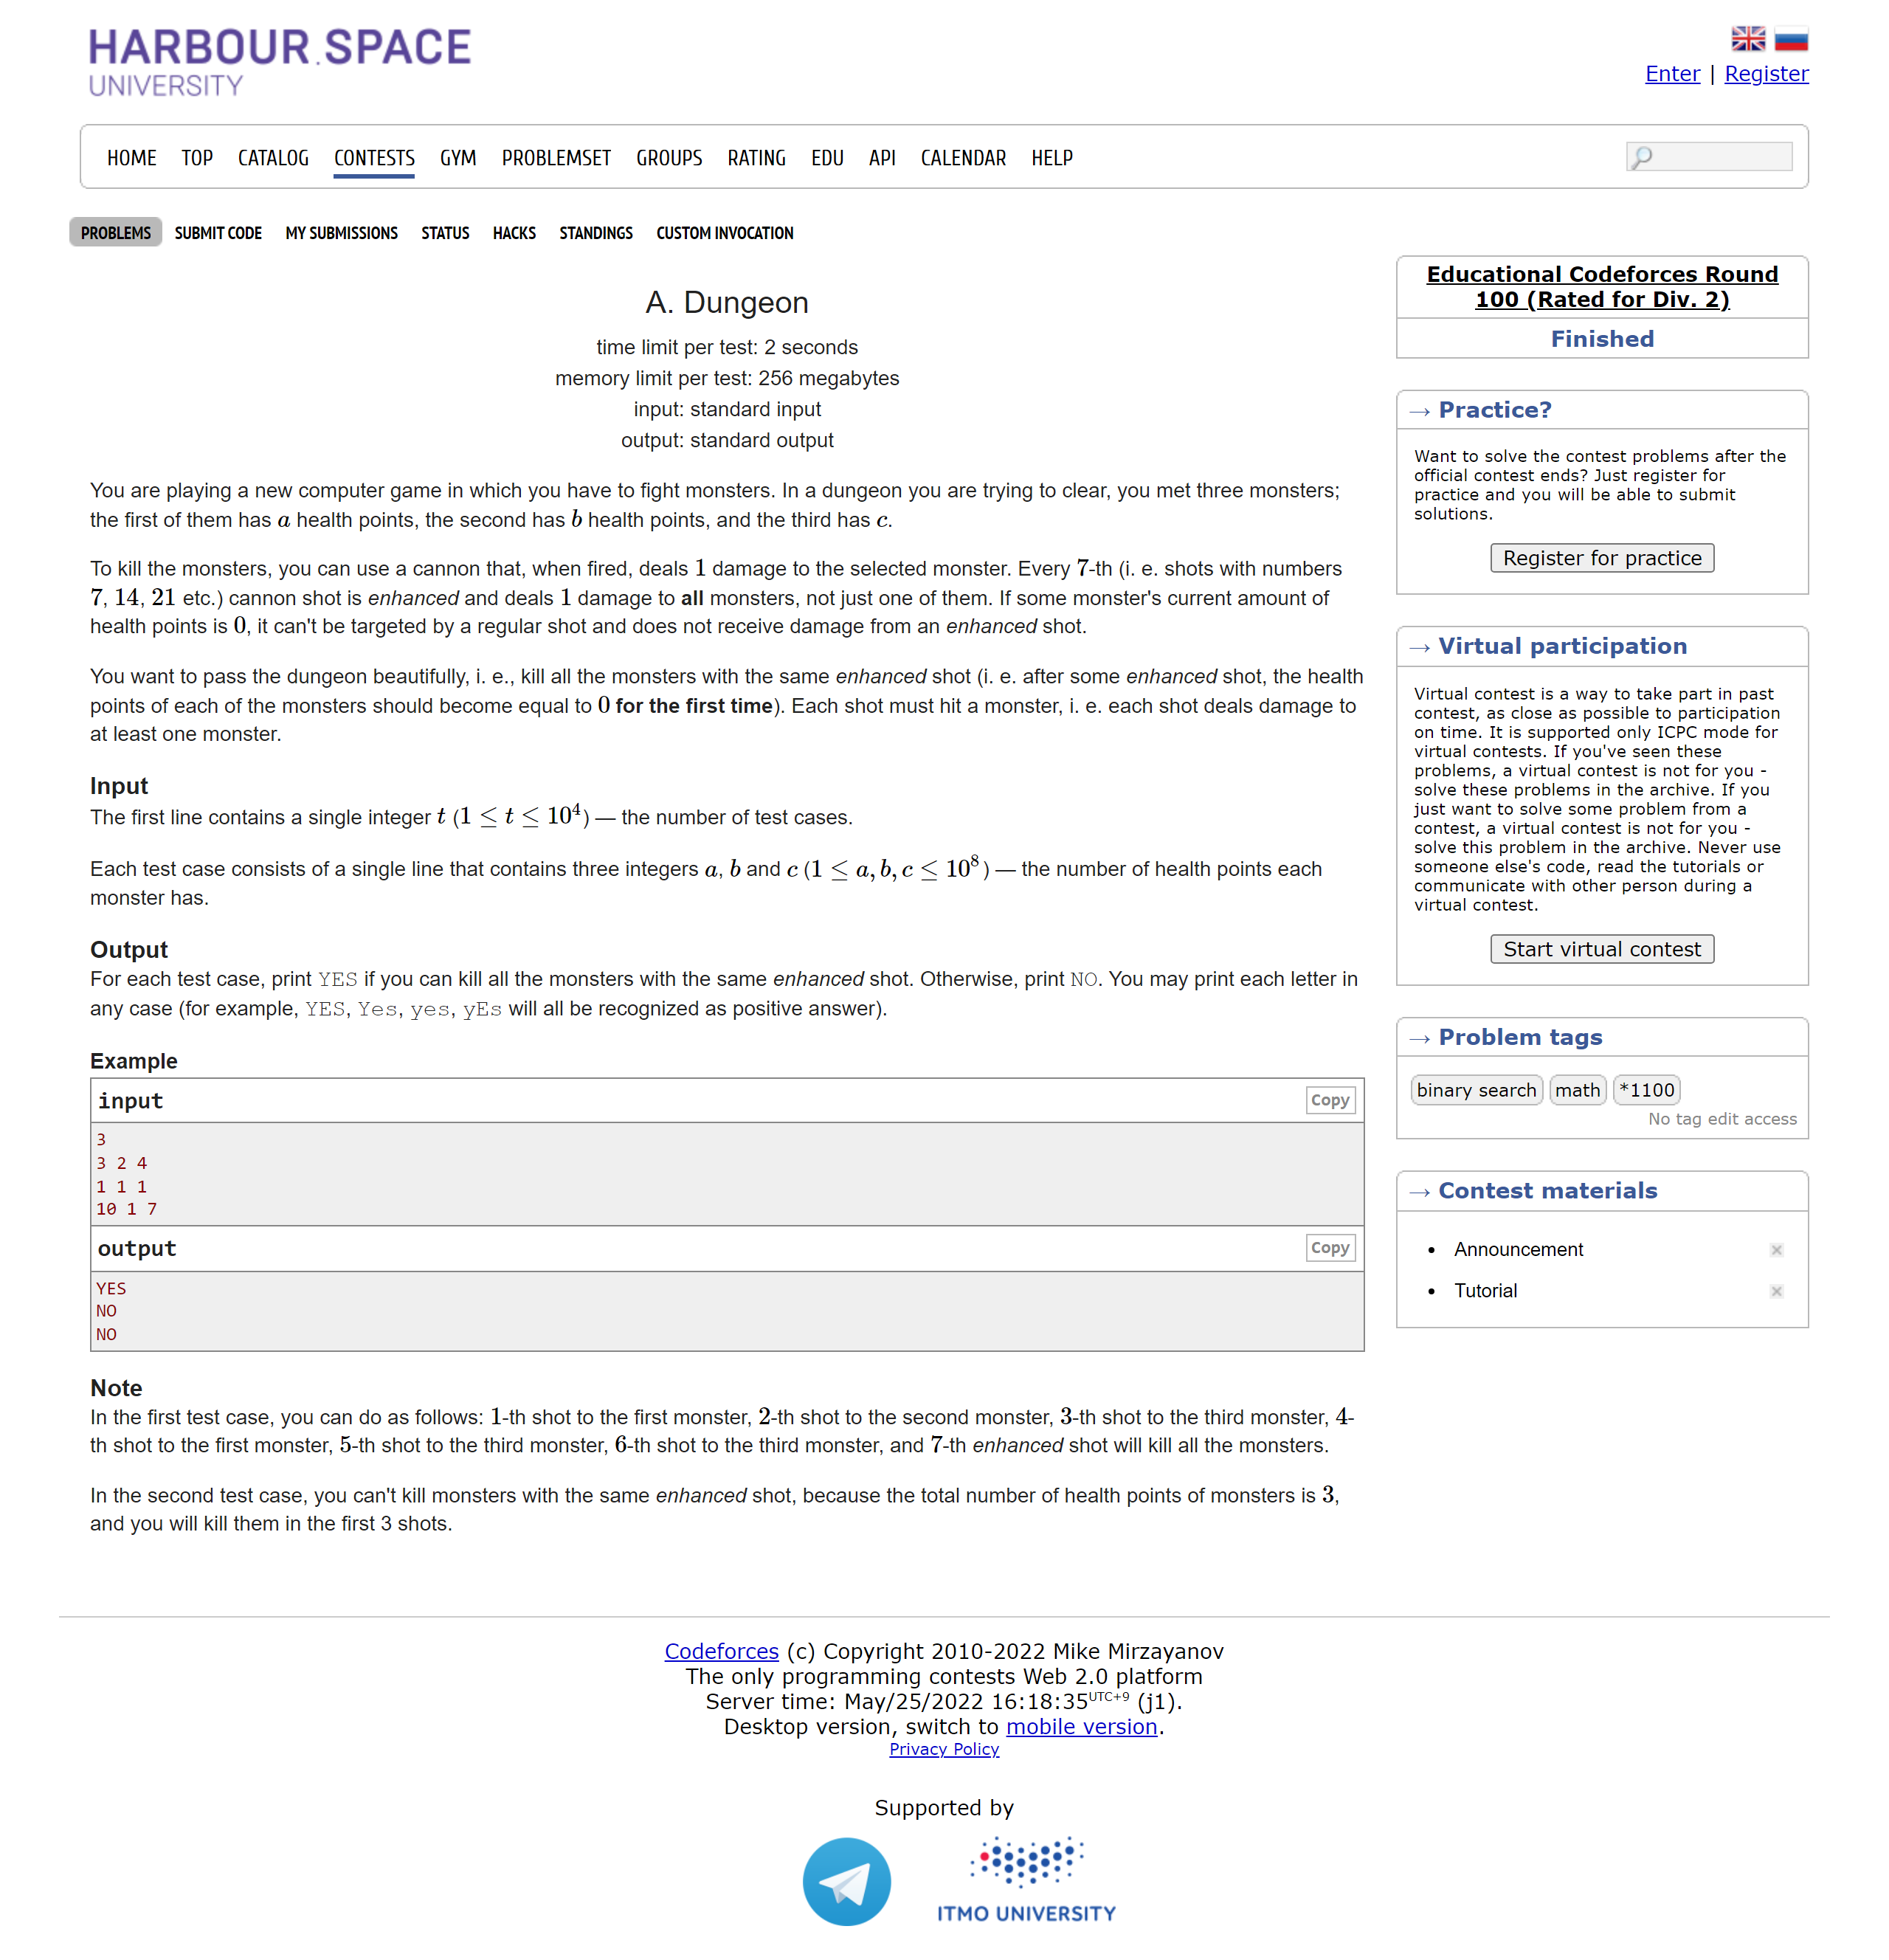 HARBOUR.SPACE
UNIVERSITY
Enter | Register
HOME TOP CATALOG CONTESTS GYM PROBLEMSET GROUPS RATING EDU API CALENDAR HELP
PROBLEMS SUBMIT CODE MY SUBMISSIONS STATUS HACKS STANDINGS CUSTOM INVOCATION
A. Dungeon
time limit per test: 2 seconds
memory limit per test: 256 megabytes
input: standard input
output: standard output
You are playing a new computer game in which you have to fight monsters. In a dungeon you are trying to clear, you met three monsters;
the first of them has a health points, the second has b health points, and the third has c.
To kill the monsters, you can use a cannon that, when fired, deals 1 damage to the selected monster. Every 7-th (i. e. shots with numbers
7, 14, 21 etc.) cannon shot is enhanced and deals 1 damage to all monsters, not just one of them. If some monster's current amount of
health points is 0, it can't be targeted by a regular shot and does not receive damage from an enhanced shot.
You want to pass the dungeon beautifully, i. e., kill all the monsters with the same enhanced shot (i. e. after some enhanced shot, the health
points of each of the monsters should become equal to 0 for the first time). Each shot must hit a monster, i. e. each shot deals damage to
at least one monster.
Input
The first line contains a single integer t (1 ≤ t ≤ 10⁴) — the number of test cases.
Each test case consists of a single line that contains three integers a, b and c (1 ≤ a, b, c ≤ 10⁸) — the number of health points each
monster has.
Output
For each test case, print YES if you can kill all the monsters with the same enhanced shot. Otherwise, print NO. You may print each letter in
any case (for example, YES, Yes, yes, yEs will all be recognized as positive answer).
Example
input Copy
3
3 2 4
1 1 1
10 1 7
output Copy
YES
NO
NO
Note
In the first test case, you can do as follows: 1-th shot to the first monster, 2-th shot to the second monster, 3-th shot to the third monster, 4-
th shot to the first monster, 5-th shot to the third monster, 6-th shot to the third monster, and 7-th enhanced shot will kill all the monsters.
In the second test case, you can't kill monsters with the same enhanced shot, because the total number of health points of monsters is 3,
and you will kill them in the first 3 shots.
Educational Codeforces Round
100 (Rated for Div. 2)
Finished
→ Practice?
Want to solve the contest problems after the
official contest ends? Just register for
practice and you will be able to submit
solutions.
Register for practice
→ Virtual participation
Virtual contest is a way to take part in past
contest, as close as possible to participation
on time. It is supported only ICPC mode for
virtual contests. If you've seen these
problems, a virtual contest is not for you -
solve these problems in the archive. If you
just want to solve some problem from a
contest, a virtual contest is not for you -
solve this problem in the archive. Never use
someone else's code, read the tutorials or
communicate with other person during a
virtual contest.
Start virtual contest
→ Problem tags
binary search math *1100
No tag edit access
→ Contest materials
• Announcement
• Tutorial
Codeforces (c) Copyright 2010-2022 Mike Mirzayanov
The only programming contests Web 2.0 platform
Server time: May/25/2022 16:18:35 UTC+9 (j1).
Desktop version, switch to mobile version.
Privacy Policy
Supported by
ITMO UNIVERSITY